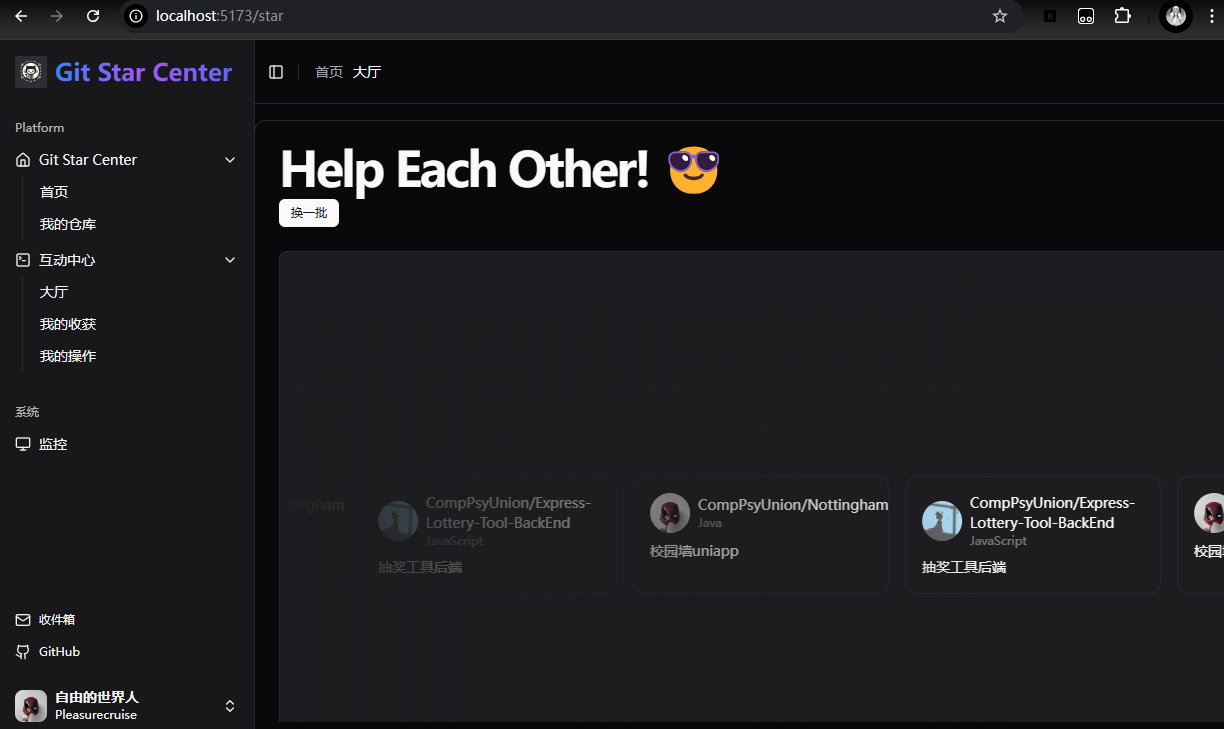 localhost:5173/star
Git Star Center
首页 大厅
Platform
Git Star Center
首页
我的仓库
互动中心
大厅
我的收获
我的操作
系统
监控
收件箱
GitHub
自由的世界人
Pleasurecruise
Help Each Other! 😎
换一批
ttingham
CompPsyUnion/Express-
Lottery-Tool-BackEnd
JavaScript
抽奖工具后端
CompPsyUnion/Nottingham
Java
校园墙uniapp
CompPsyUnion/Express-
Lottery-Tool-BackEnd
JavaScript
抽奖工具后端
校园